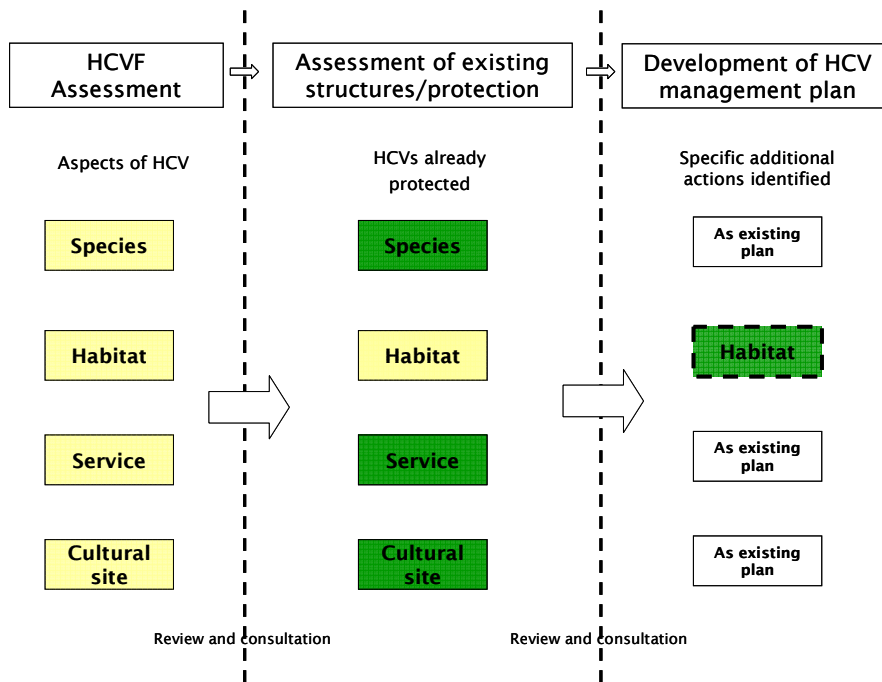 HCVF
Assessment
Assessment of existing
structures/protection
Development of HCV
management plan
Aspects of HCV
HCVs already
protected
Specific additional
actions identified
Species
Species
As existing
plan
Habitat
Habitat
Habitat
Service
Service
As existing
plan
Cultural
site
Cultural
site
As existing
plan
Review and consultation
Review and consultation